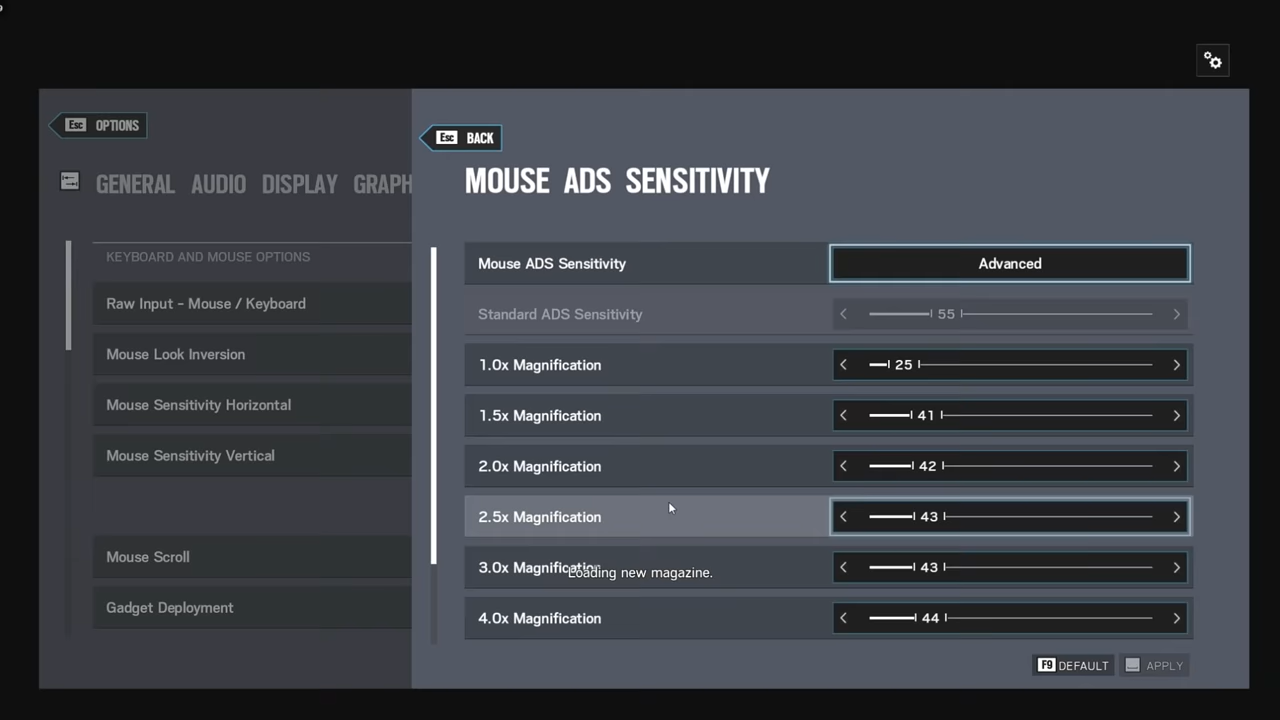 Esc OPTIONS
Esc BACK
GENERAL AUDIO DISPLAY GRAPH
MOUSE ADS SENSITIVITY
KEYBOARD AND MOUSE OPTIONS
Raw Input - Mouse / Keyboard
Mouse Look Inversion
Mouse Sensitivity Horizontal
Mouse Sensitivity Vertical
Mouse Scroll
Gadget Deployment
Mouse ADS Sensitivity Advanced
Standard ADS Sensitivity 55
1.0x Magnification 25
1.5x Magnification 41
2.0x Magnification 42
2.5x Magnification 43
3.0x Magnification 43
Loading new magazine.
4.0x Magnification 44
F9 DEFAULT APPLY